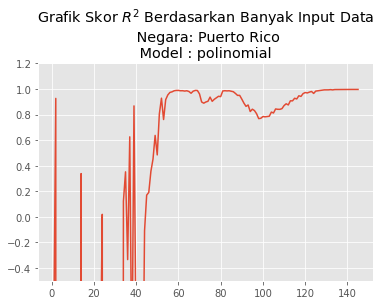 Grafik Skor R² Berdasarkan Banyak Input Data
Negara: Puerto Rico
Model : polinomial
1.2
1.0
0.8
0.6
0.4
0.2
0.0
−0.2
−0.4
0 20 40 60 80 100 120 140